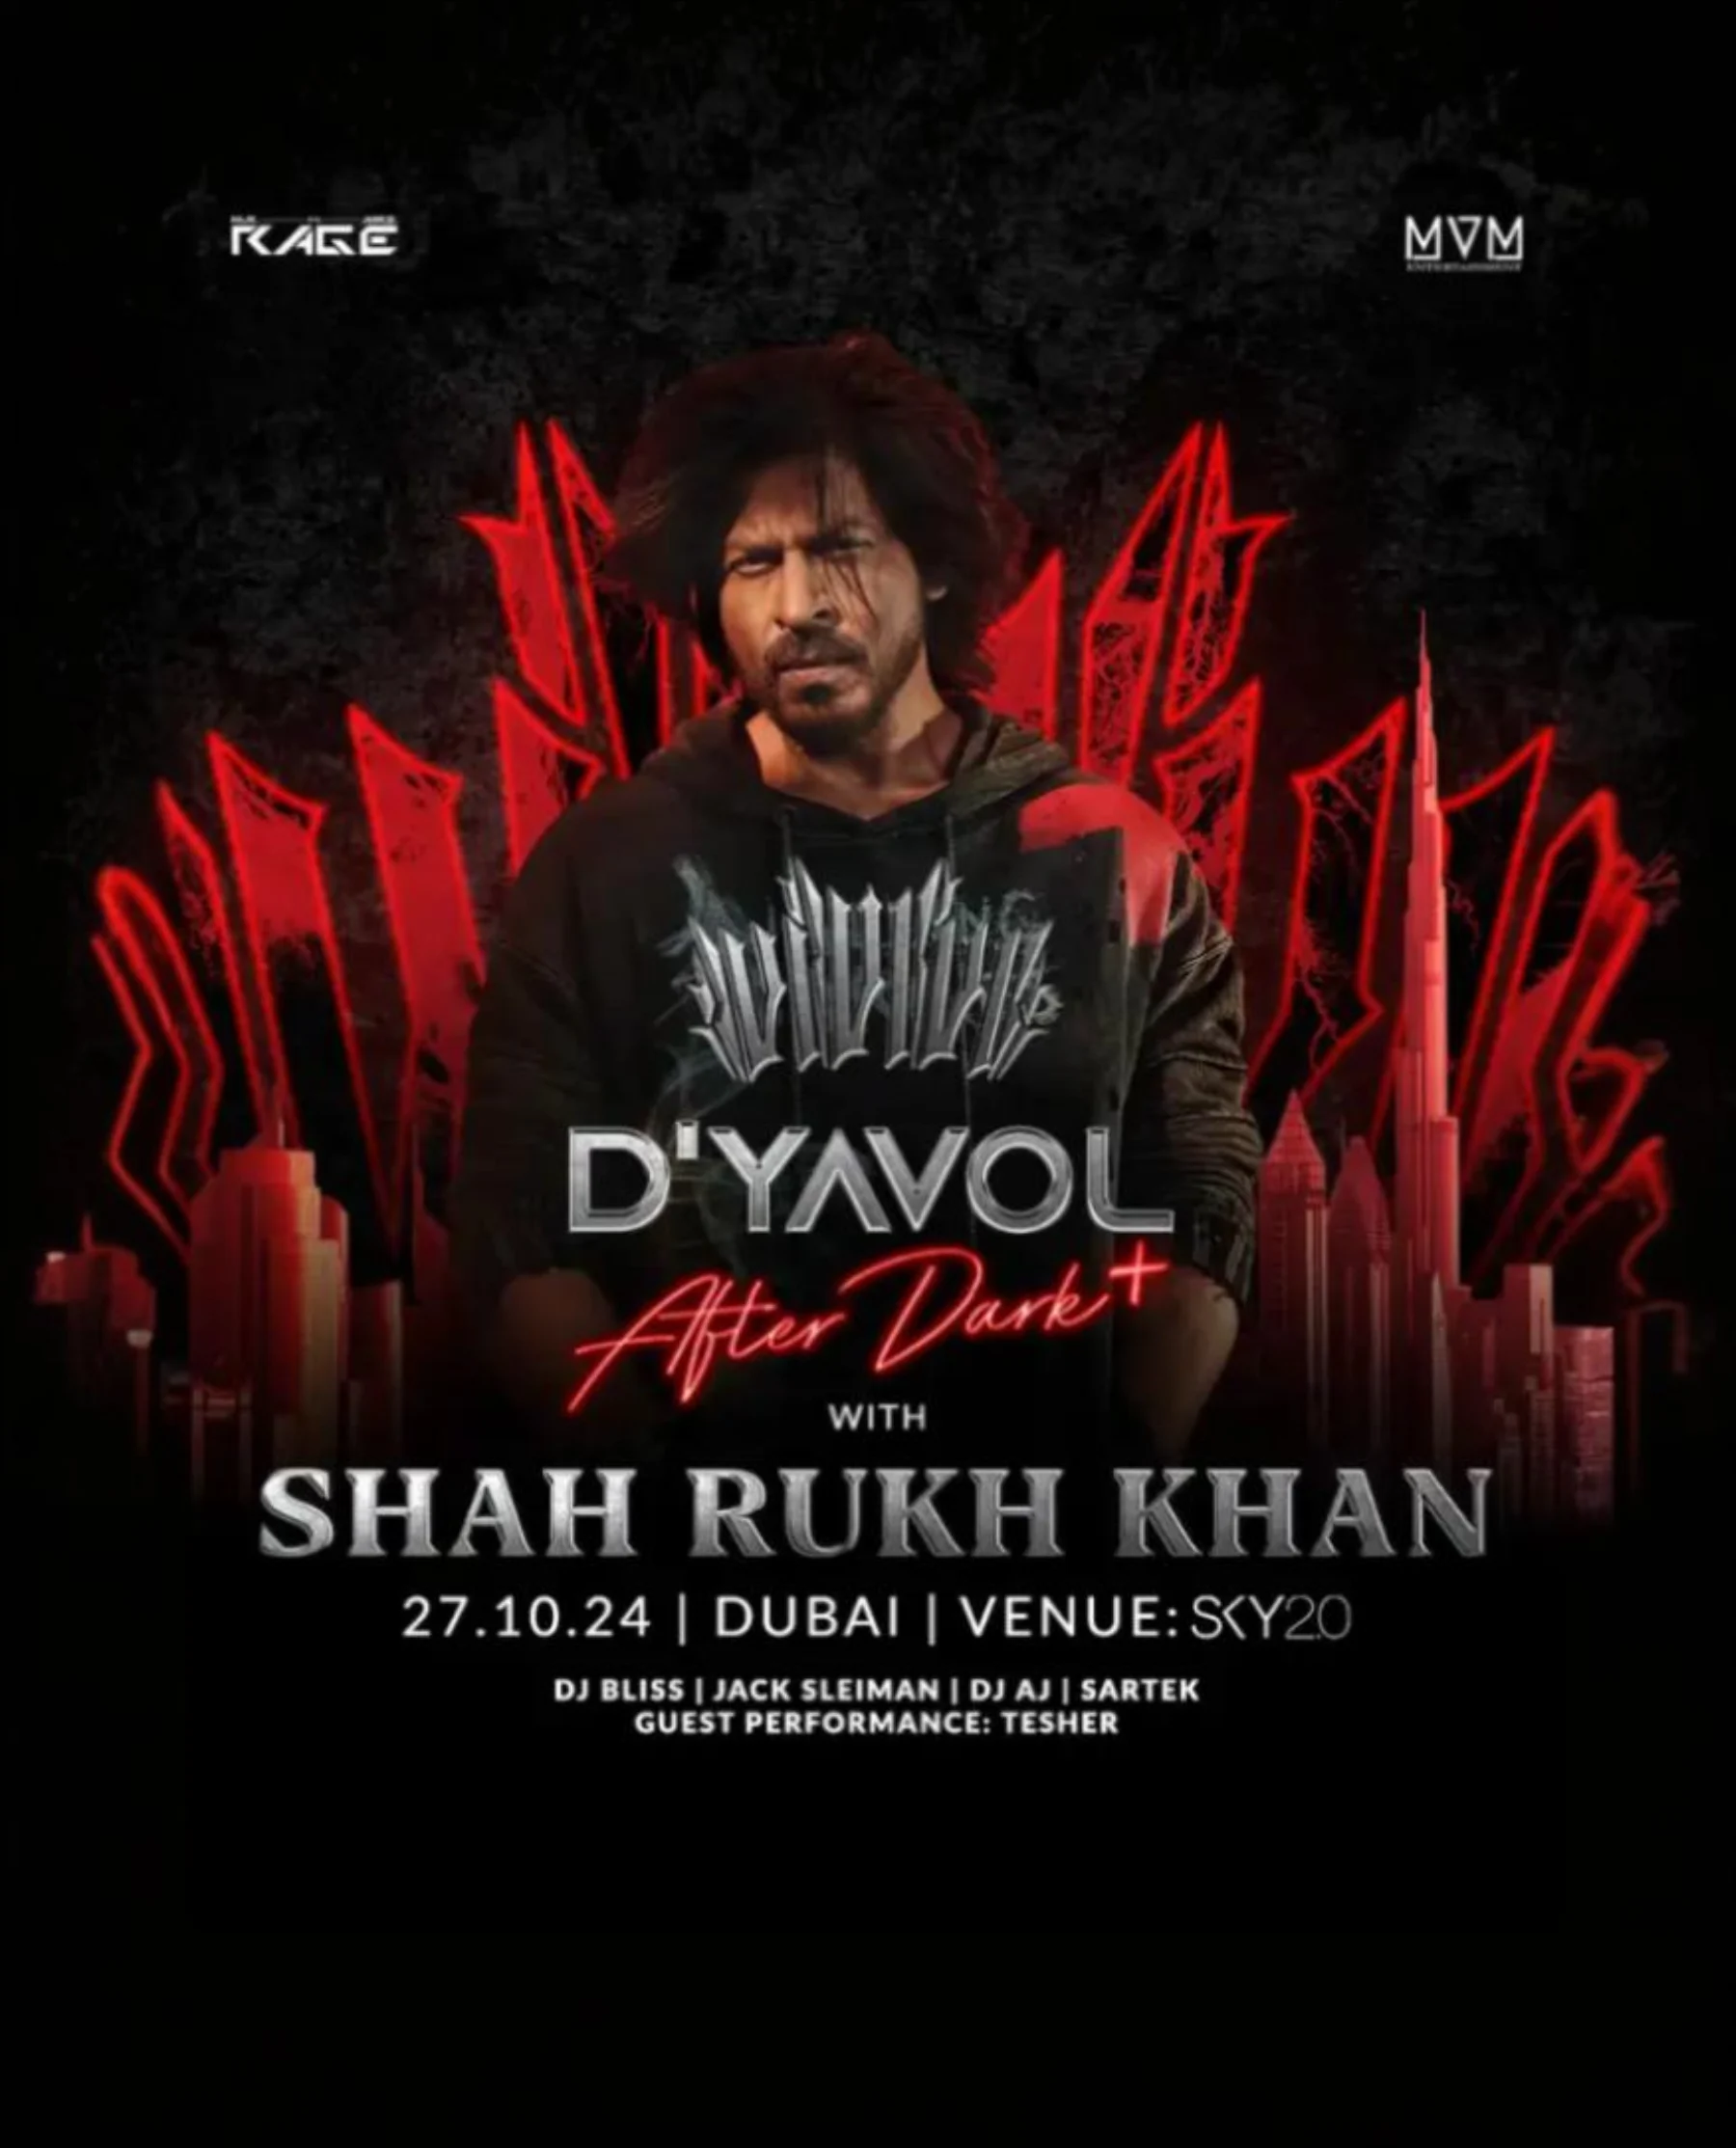 RAGE
MVM
ENTERTAINMENT
D'YAVOL
After Dark+
WITH
SHAH RUKH KHAN
27.10.24 | DUBAI | VENUE: SKY2.0
DJ BLISS | JACK SLEIMAN | DJ AJ | SARTEK
GUEST PERFORMANCE: TESHER